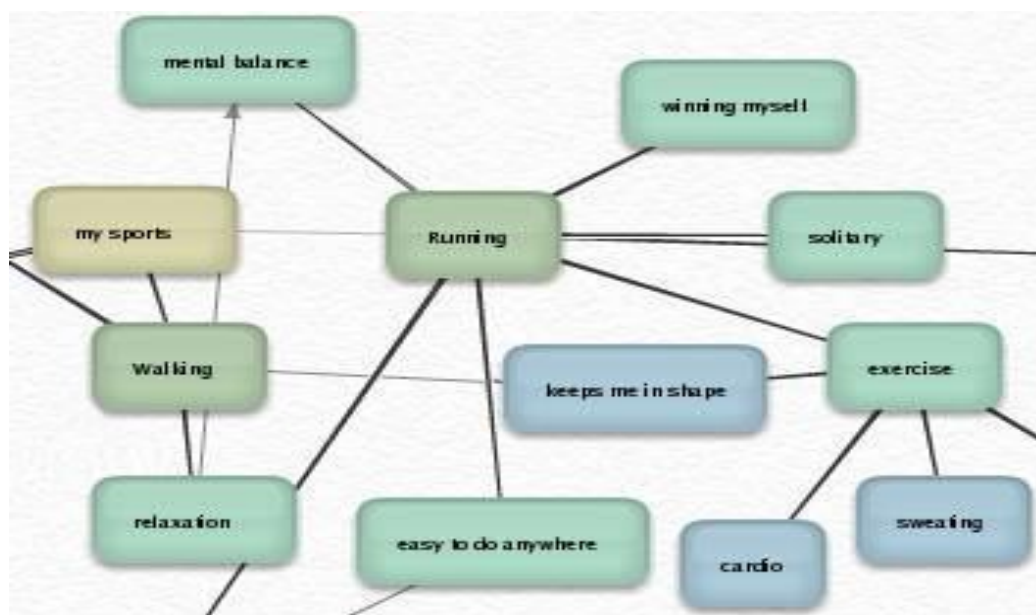 mental balance
winning myself
my sports
Running
solitary
Walking
keeps me in shape
exercise
relaxation
easy to do anywhere
cardio
sweating